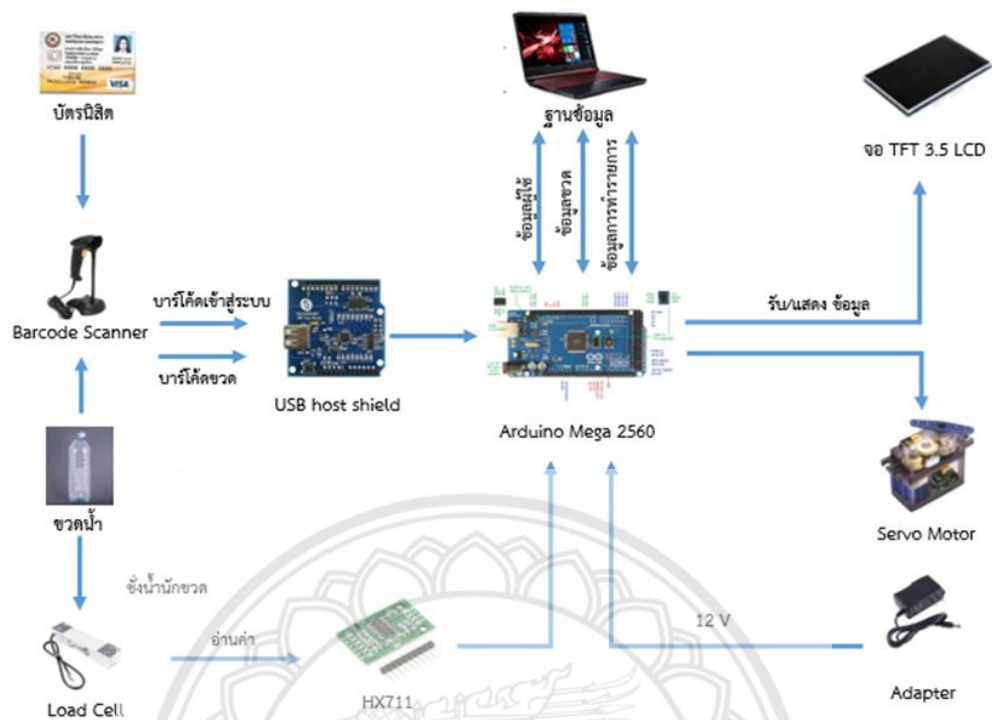 VISA
บัตรนิสิต
ฐานข้อมูล
จอ TFT 3.5 LCD
ข้อมูลผู้ใช้
ข้อมูลขวด
ข้อมูลการทำรายการ
Barcode Scanner
บาร์โค้ดเข้าสู่ระบบ
บาร์โค้ดขวด
USB host shield
Arduino Mega 2560
รับ/แสดง ข้อมูล
Servo Motor
ขวดน้ำ
ชั่งน้ำนักขวด
Load Cell
อ่านค่า
HX711
12 V
Adapter